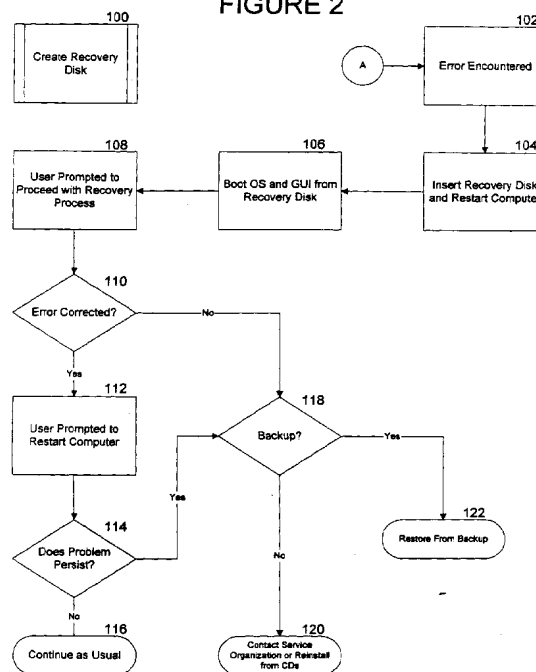 FIGURE 2
100
Create Recovery
Disk
A
102
Error Encountered
104
Insert Recovery Disk
and Restart Compute
106
Boot OS and GUI from
Recovery Disk
108
User Prompted to
Proceed with Recovery
Process
110
Error Corrected?
No
Yes
112
User Prompted to
Restart Computer
114
Does Problem
Persist?
Yes
No
116
Continue as Usual
118
Backup?
Yes
No
120
Contact Service
Organization or Reinstall
from CDs
122
Restore From Backup